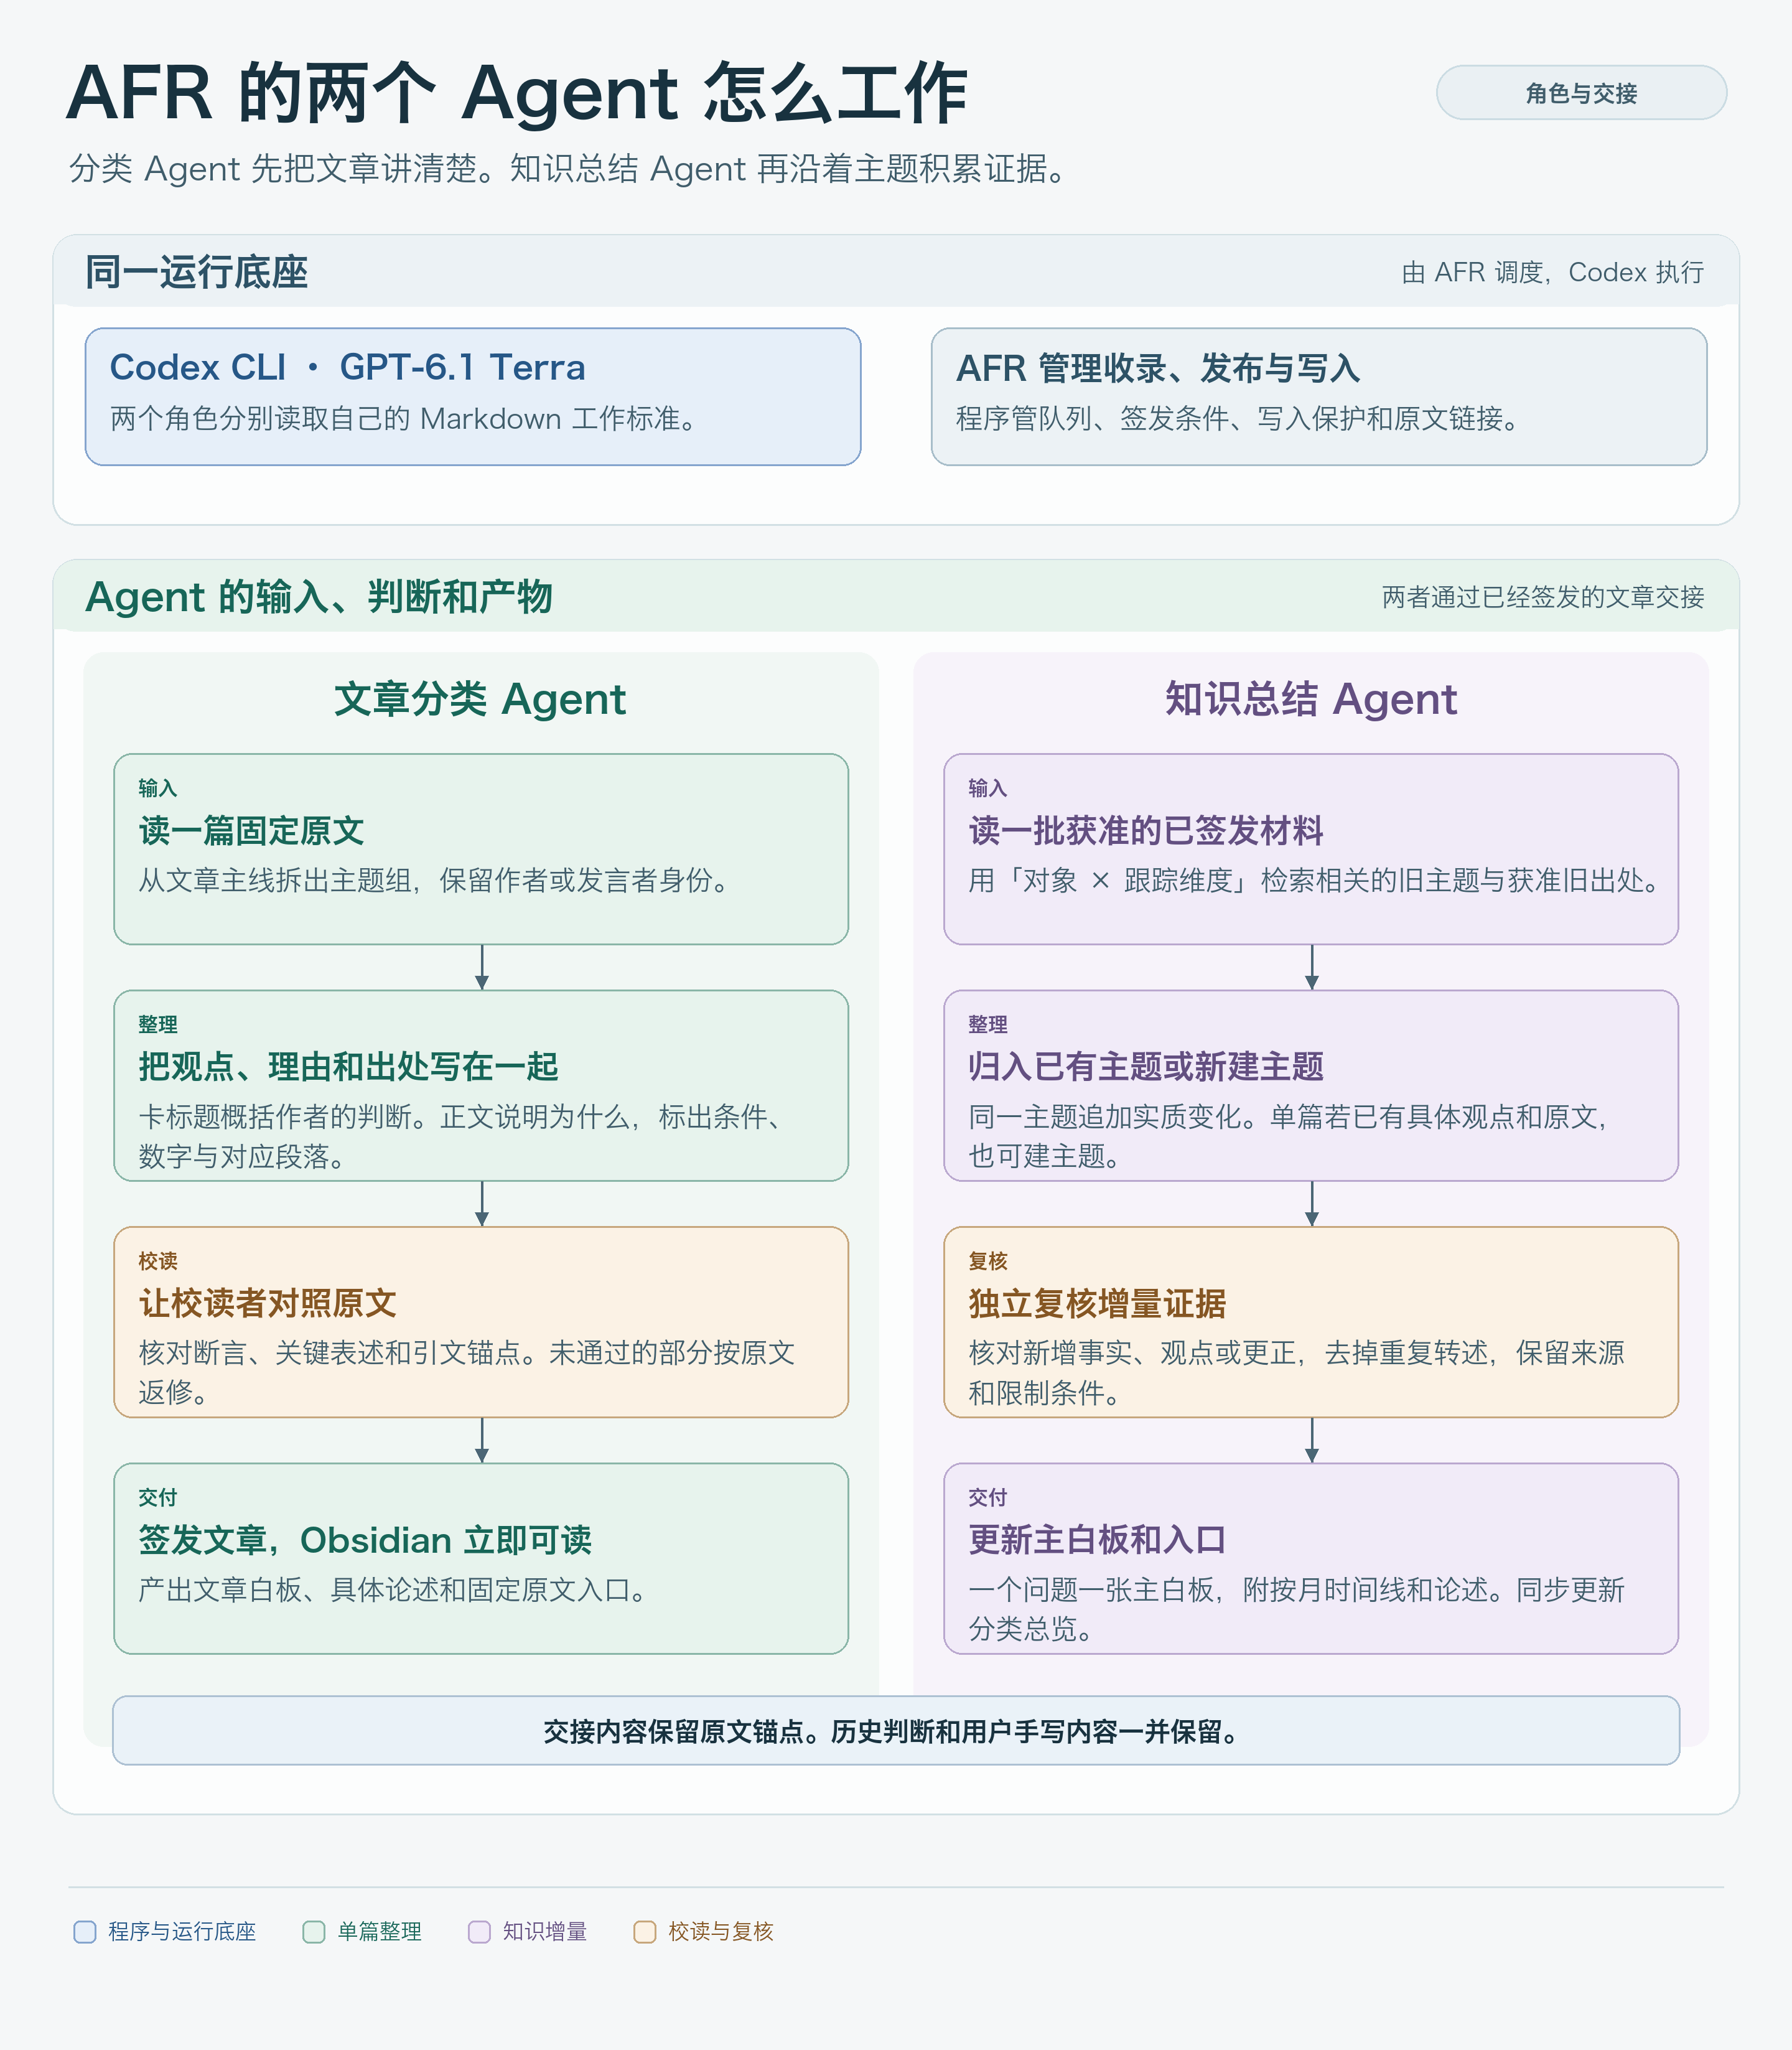 AFR 的两个 Agent 怎么工作
角色与交接
分类 Agent 先把文章讲清楚。知识总结 Agent 再沿着主题积累证据。
同一运行底座
由 AFR 调度，Codex 执行
Codex CLI · GPT-6.1 Terra
两个角色分别读取自己的 Markdown 工作标准。
AFR 管理收录、发布与写入
程序管队列、签发条件、写入保护和原文链接。
Agent 的输入、判断和产物
两者通过已经签发的文章交接
文章分类 Agent
输入
读一篇固定原文
从文章主线拆出主题组，保留作者或发言者身份。
整理
把观点、理由和出处写在一起
卡标题概括作者的判断。正文说明为什么，标出条件、
数字与对应段落。
校读
让校读者对照原文
核对断言、关键表述和引文锚点。未通过的部分按原文
返修。
交付
签发文章，Obsidian 立即可读
产出文章白板、具体论述和固定原文入口。
知识总结 Agent
输入
读一批获准的已签发材料
用「对象 × 跟踪维度」检索相关的旧主题与获准旧出处。
整理
归入已有主题或新建主题
同一主题追加实质变化。单篇若已有具体观点和原文，
也可建主题。
复核
独立复核增量证据
核对新增事实、观点或更正，去掉重复转述，保留来源
和限制条件。
交付
更新主白板和入口
一个问题一张主白板，附按月时间线和论述。同步更新
分类总览。
交接内容保留原文锚点。历史判断和用户手写内容一并保留。
程序与运行底座
单篇整理
知识增量
校读与复核